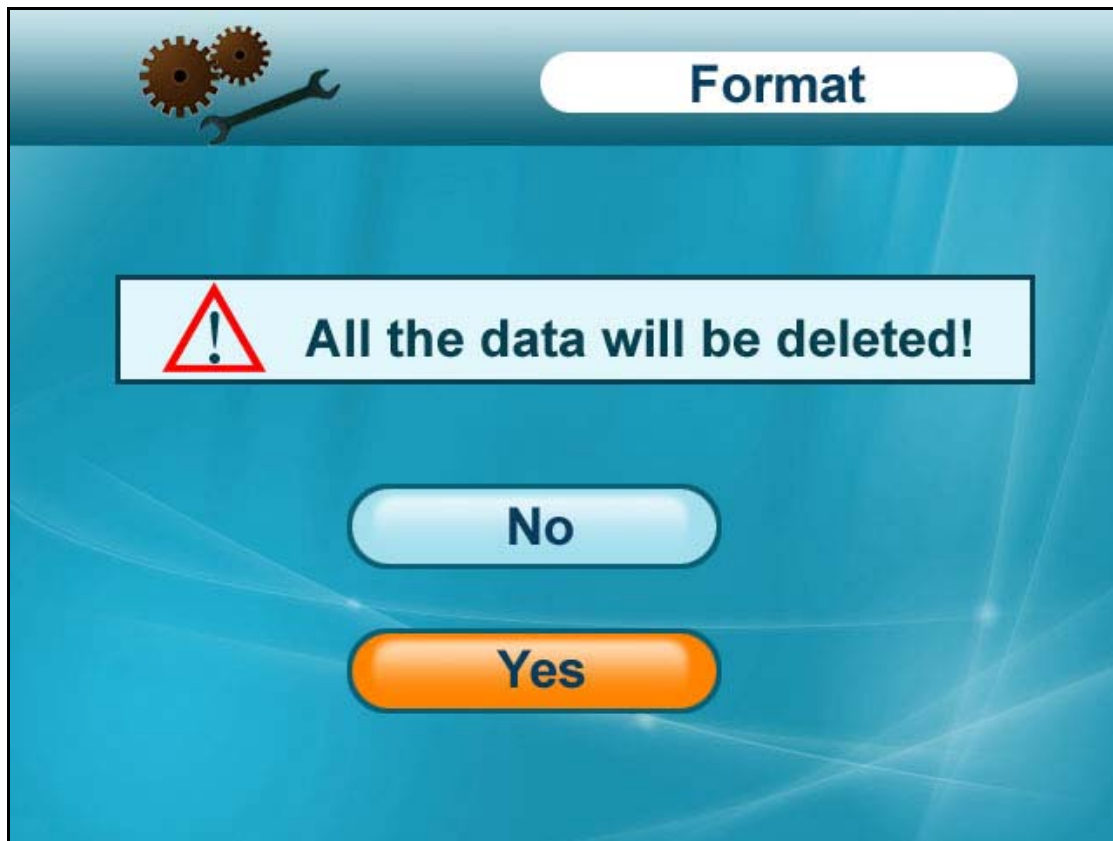 Format
All the data will be deleted!
No
Yes